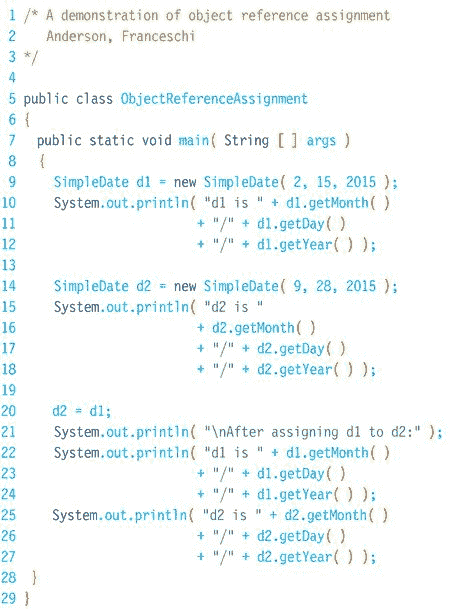 1 /* A demonstration of object reference assignment
2    Anderson, Franceschi
3 */
4
5 public class ObjectReferenceAssignment
6 {
7   public static void main( String [ ] args )
8   {
9     SimpleDate d1 = new SimpleDate( 2, 15, 2015 );
10     System.out.println( "d1 is " + d1.getMonth( )
11                         + "/" + d1.getDay( )
12                         + "/" + d1.getYear( ) );
13
14     SimpleDate d2 = new SimpleDate( 9, 28, 2015 );
15     System.out.println( "d2 is "
16                         + d2.getMonth( )
17                         + "/" + d2.getDay( )
18                         + "/" + d2.getYear( ) );
19
20     d2 = d1;
21     System.out.println( "\nAfter assigning d1 to d2:" );
22     System.out.println( "d1 is " + d1.getMonth( )
23                         + "/" + d1.getDay( )
24                         + "/" + d1.getYear( ) );
25     System.out.println( "d2 is " + d2.getMonth( )
26                         + "/" + d2.getDay( )
27                         + "/" + d2.getYear( ) );
28  }
29 }